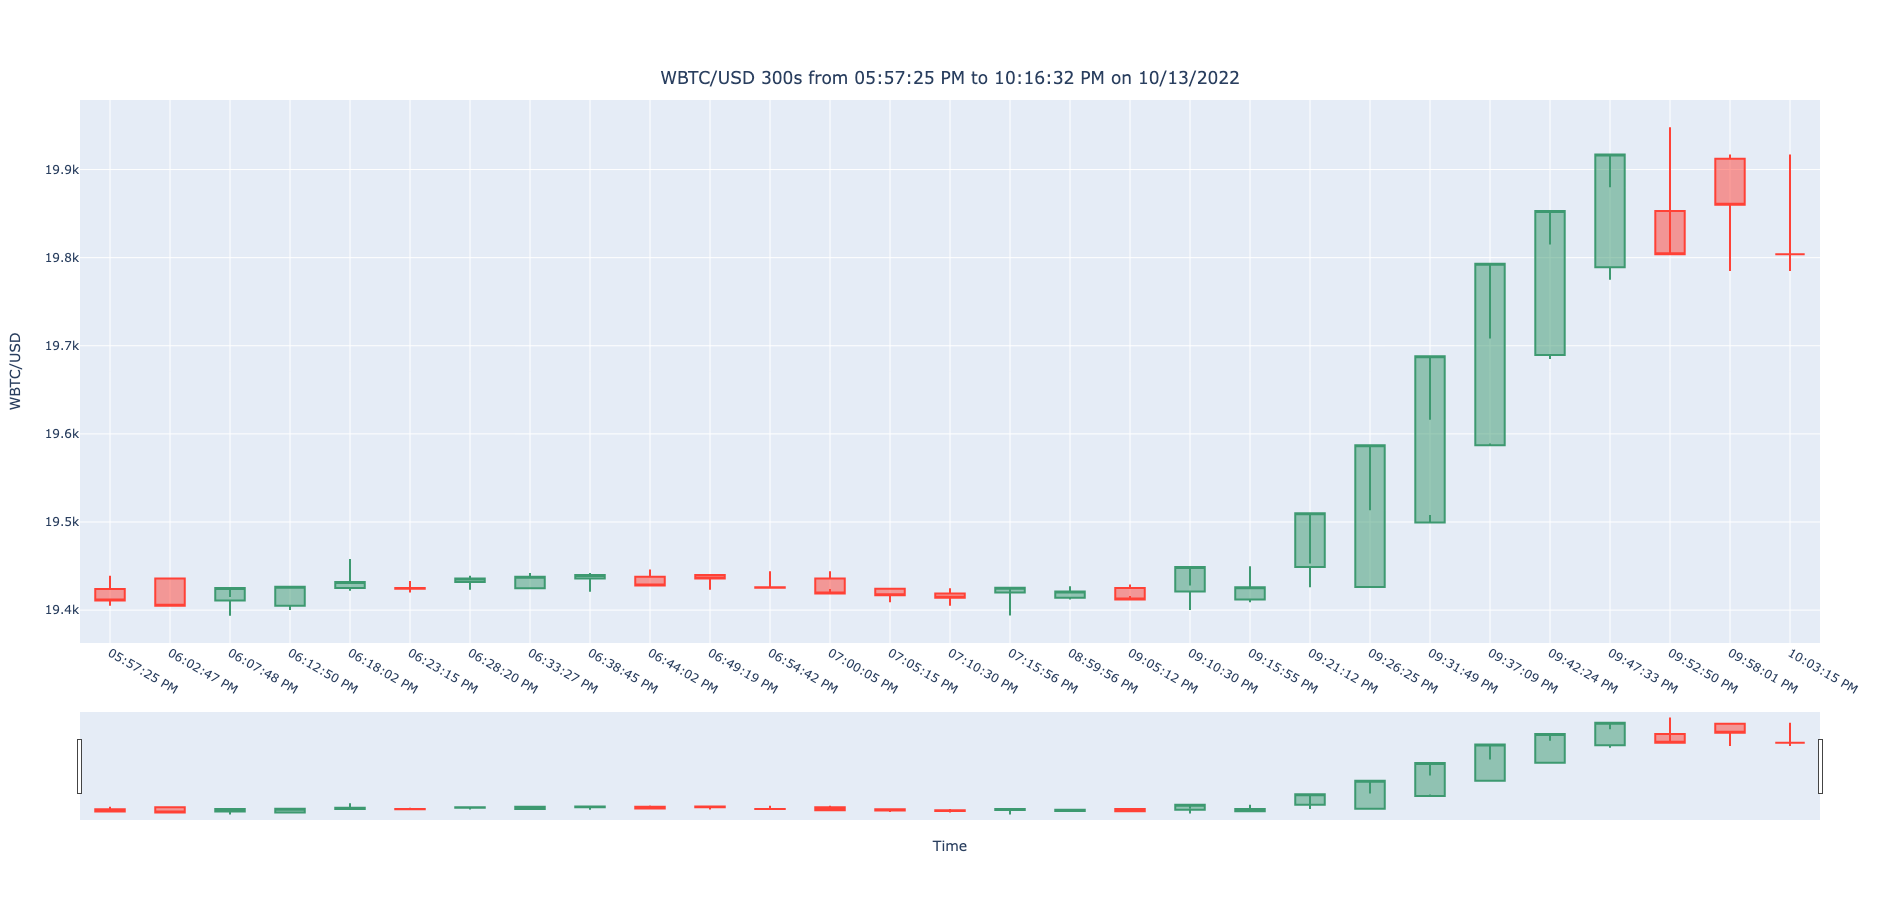 WBTC/USD 300s from 05:57:25 PM to 10:16:32 PM on 10/13/2022
WBTC/USD
19.9k
19.8k
19.7k
19.6k
19.5k
19.4k
05:57:25 PM
06:02:47 PM
06:07:48 PM
06:12:50 PM
06:18:02 PM
06:23:15 PM
06:28:20 PM
06:33:27 PM
06:38:45 PM
06:44:02 PM
06:49:19 PM
06:54:42 PM
07:00:05 PM
07:05:15 PM
07:10:30 PM
07:15:56 PM
08:59:56 PM
09:05:12 PM
09:10:30 PM
09:15:55 PM
09:21:12 PM
09:26:25 PM
09:31:49 PM
09:37:09 PM
09:42:24 PM
09:47:33 PM
09:52:50 PM
09:58:01 PM
10:03:15 PM
Time